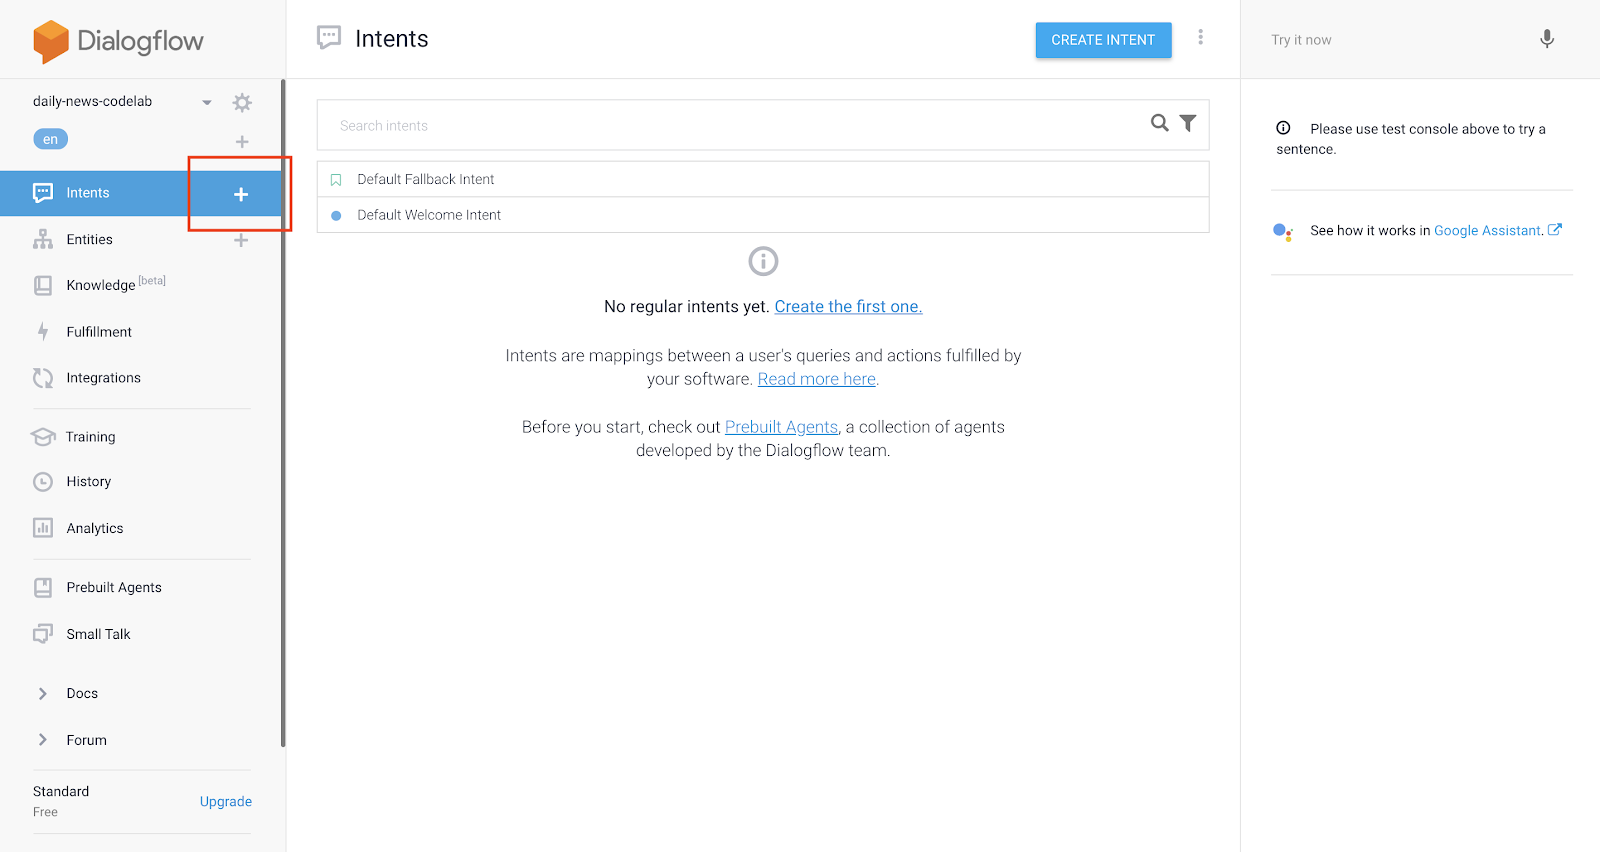 Dialogflow
daily-news-codelab
en
Intents
Entities
Knowledge [beta]
Fulfillment
Integrations
Training
History
Analytics
Prebuilt Agents
Small Talk
Docs
Forum
Standard
Free
Upgrade
Intents
CREATE INTENT
Search intents
Default Fallback Intent
Default Welcome Intent
No regular intents yet. Create the first one.
Intents are mappings between a user's queries and actions fulfilled by
your software. Read more here.
Before you start, check out Prebuilt Agents, a collection of agents
developed by the Dialogflow team.
Try it now
Please use test console above to try a
sentence.
See how it works in Google Assistant.